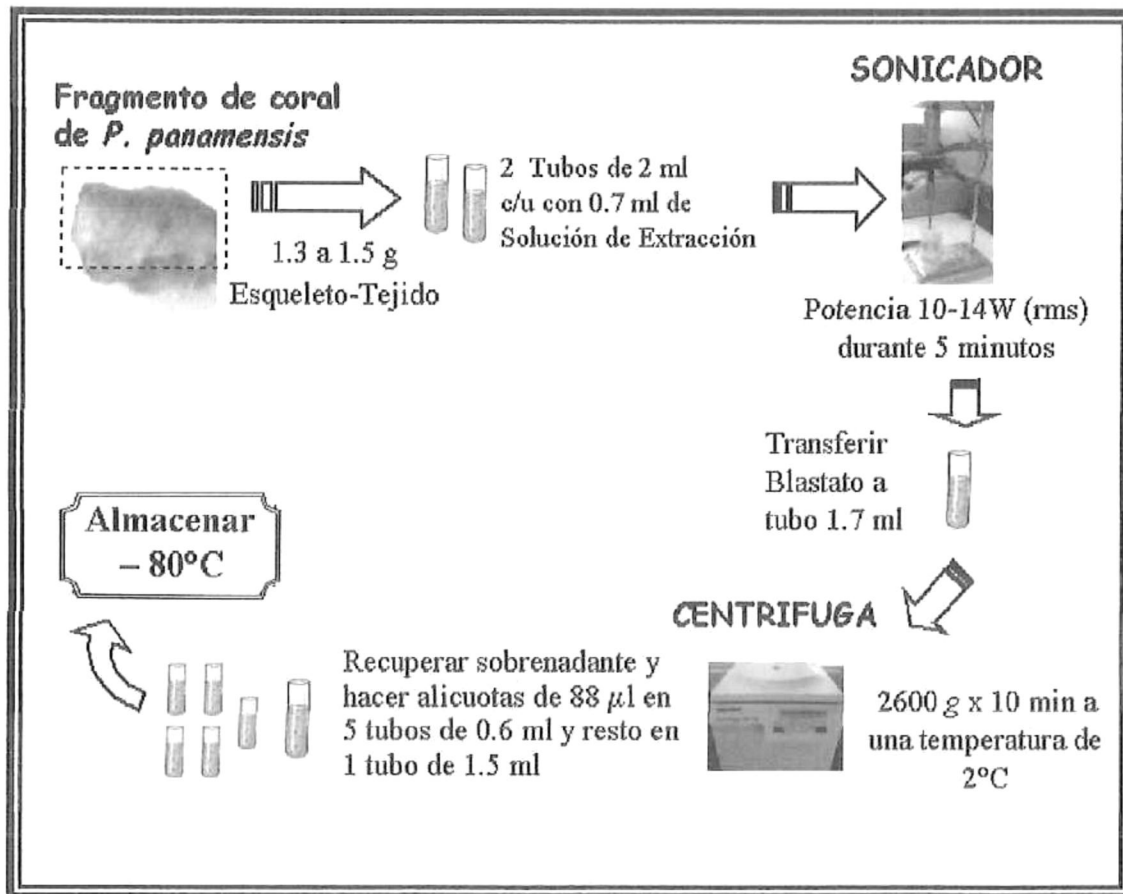 Fragmento de coral
de P. panamensis
1.3 a 1.5 g
Esqueleto-Tejido
2 Tubos de 2 ml
c/u con 0.7 ml de
Solución de Extracción
SONICADOR
Potencia 10-14W (rms)
durante 5 minutos
Transferir
Blastato a
tubo 1.7 ml
CENTRIFUGA
2600 g x 10 min a
una temperatura de
2°C
Recuperar sobrenadante y
hacer alicuotas de 88 µl en
5 tubos de 0.6 ml y resto en
1 tubo de 1.5 ml
Almacenar
– 80°C